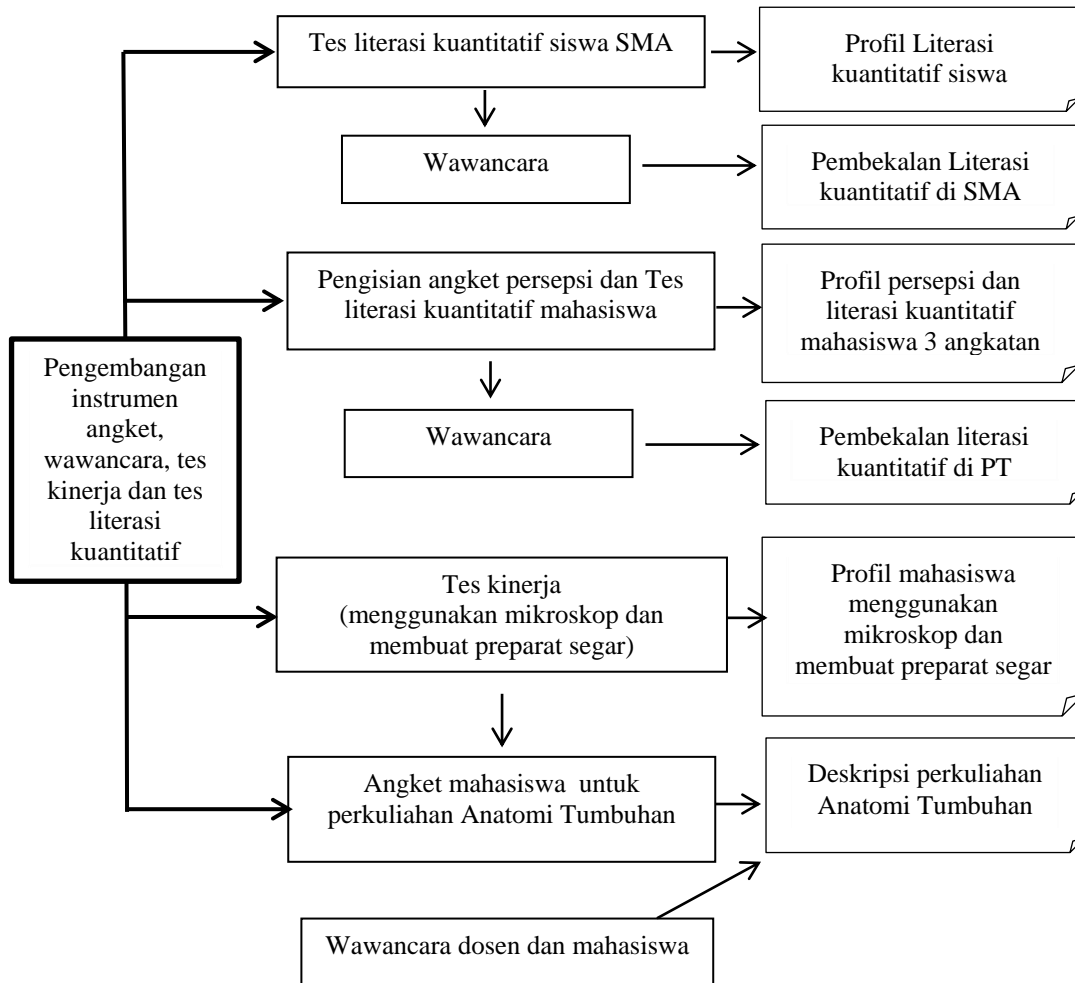 Tes literasi kuantitatif siswa SMA
Profil Literasi
kuantitatif siswa
Wawancara
Pembekalan Literasi
kuantitatif di SMA
Pengisian angket persepsi dan Tes
literasi kuantitatif mahasiswa
Profil persepsi dan
literasi kuantitatif
mahasiswa 3 angkatan
Pengembangan
instrumen
angket,
wawancara, tes
kinerja dan tes
literasi
kuantitatif
Wawancara
Pembekalan literasi
kuantitatif di PT
Tes kinerja
(menggunakan mikroskop dan
membuat preparat segar)
Profil mahasiswa
menggunakan
mikroskop dan
membuat preparat segar
Angket mahasiswa untuk
perkuliahan Anatomi Tumbuhan
Deskripsi perkuliahan
Anatomi Tumbuhan
Wawancara dosen dan mahasiswa